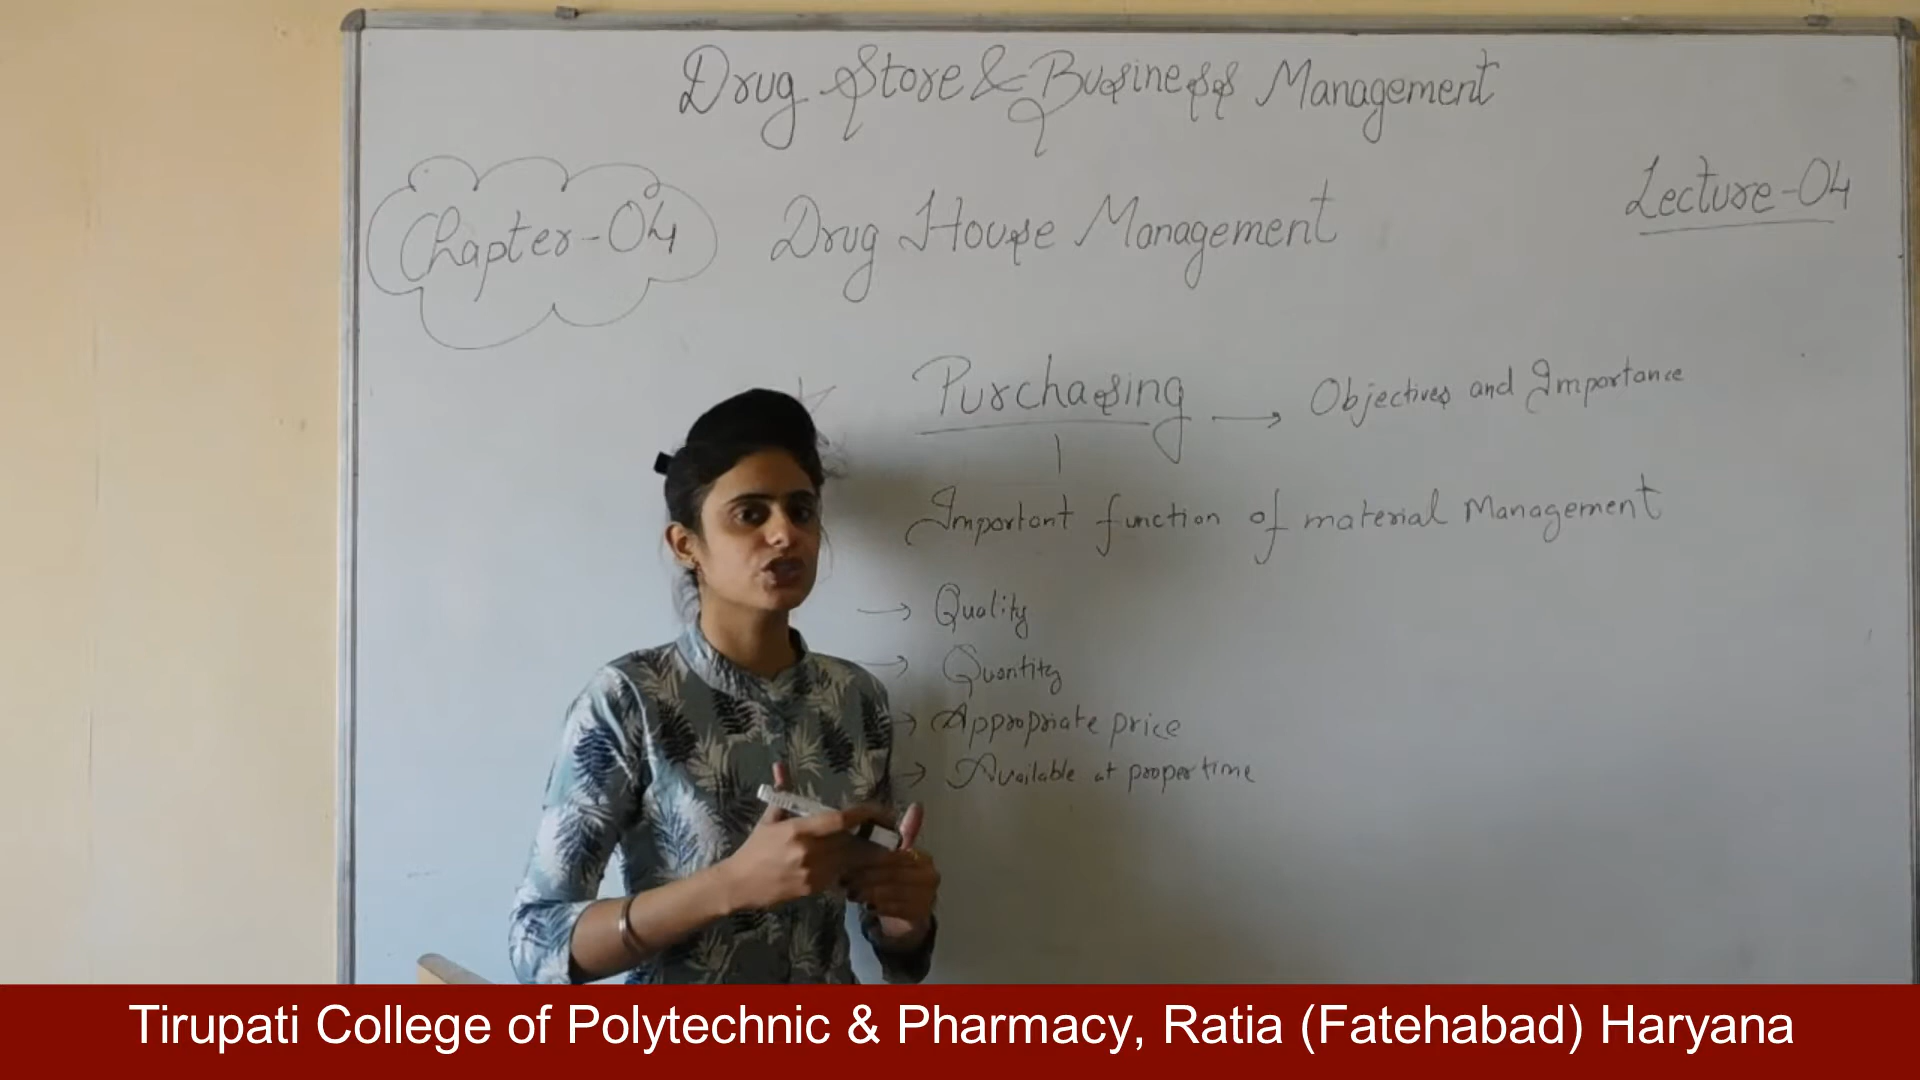 Drug Store & Business Management
Lecture-04
Chapter-04 Drug House Management
Purchasing → Objectives and Importance
Important function of material Management
→ Quality
→ Quantity
→ Appropriate price
→ Available at proper time
Tirupati College of Polytechnic & Pharmacy, Ratia (Fatehabad) Haryana